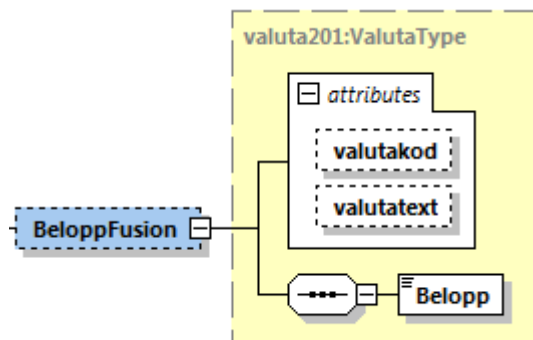 valuta201:ValutaType
attributes
valutakod
valutatext
BeloppFusion
Belopp